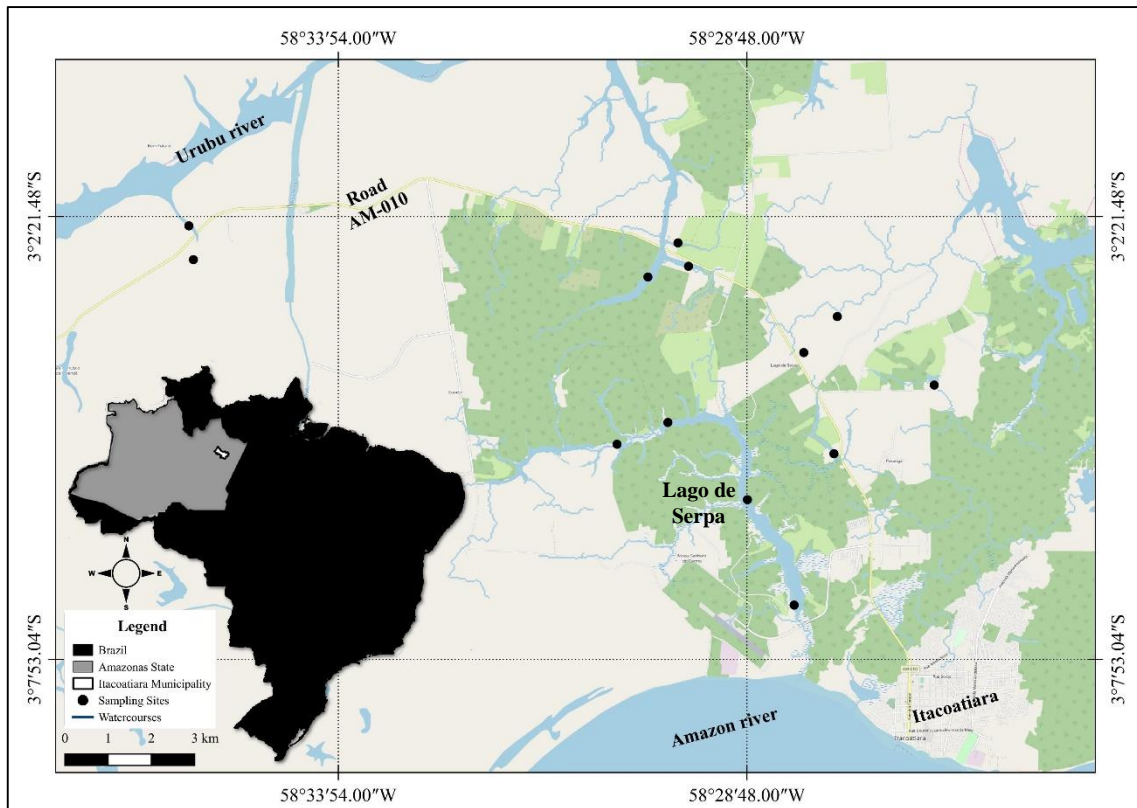 58°33'54.00"W
58°28'48.00"W
Urubu river
Road
AM-010
3°2'21.48"S
3°2'21.48"S
Lago de
Serpa
N
W
E
S
Legend
Brazil
Amazonas State
Itacoatiara Municipality
Sampling Sites
Watercourses
0 1 2 3 km
3°7'53.04"S
3°7'53.04"S
Itacoatiara
Amazon river
Itacoatiara
58°33'54.00"W
58°28'48.00"W